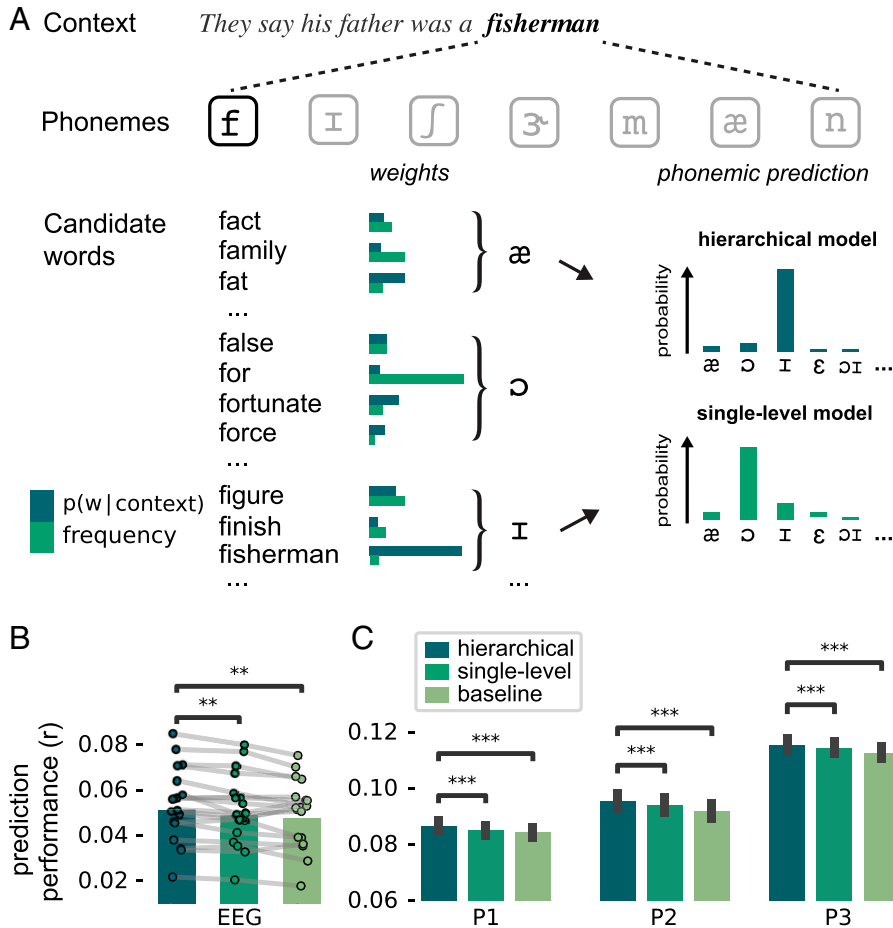 A
Context
They say his father was a fisherman
Phonemes
f ɪ ʃ ɝ m æ n
weights
phonemic prediction
Candidate words
fact
family
fat
...
æ
false
for
fortunate
force
...
ɔ
figure
finish
fisherman
...
ɪ
...
p(w|context)
frequency
hierarchical model
probability
æ ɔ ɪ ɛ ɔɪ ...
single-level model
probability
æ ɔ ɪ ɛ ɔɪ ...
B
prediction
performance (r)
0.08
0.06
0.04
0.02
**
**
EEG
C
hierarchical
single-level
baseline
0.12
0.10
0.08
0.06
***
***
P1
***
***
P2
***
***
P3